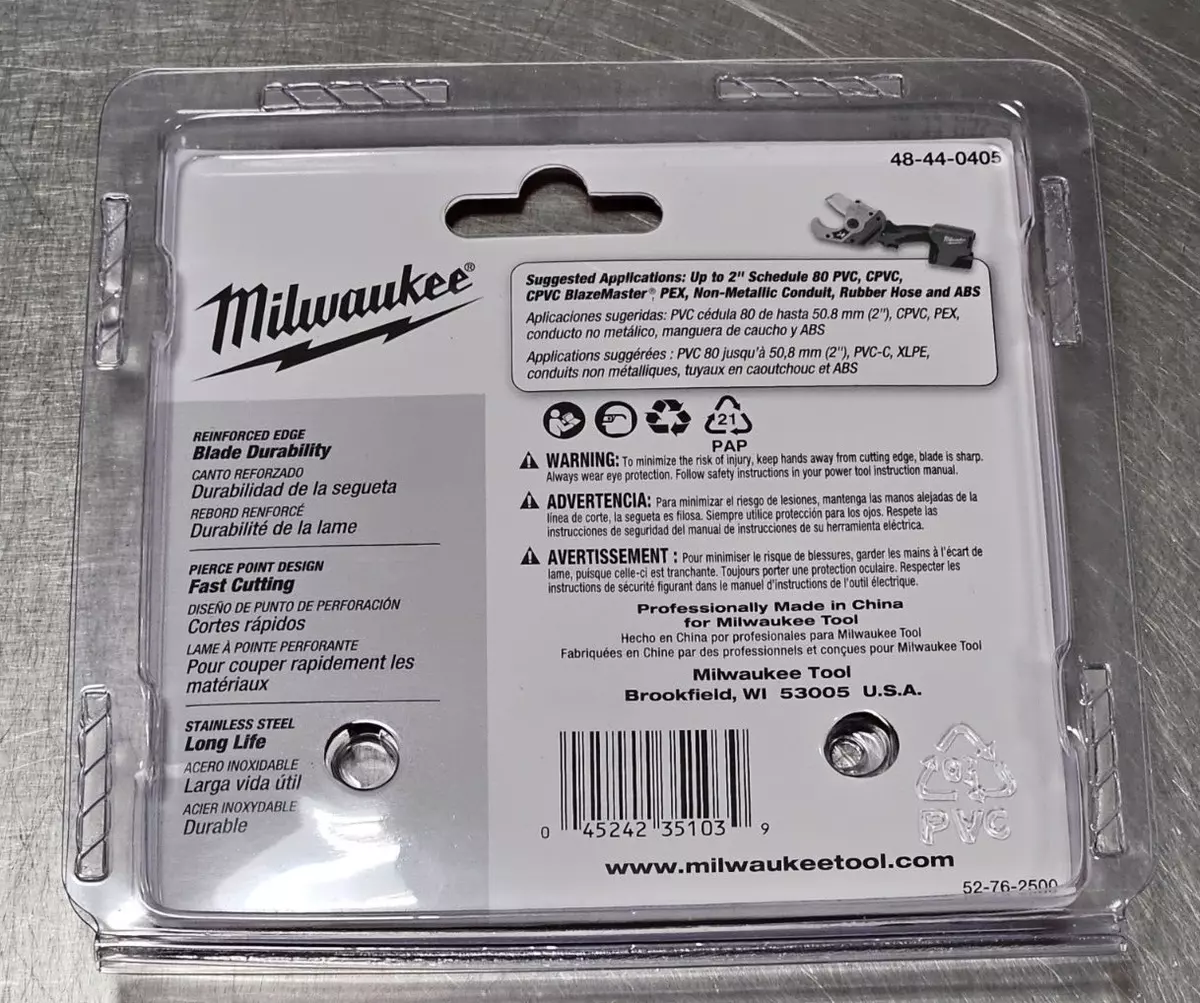 48-44-0405
Milwaukee®
Suggested Applications: Up to 2" Schedule 80 PVC, CPVC,
CPVC BlazeMaster®, PEX, Non-Metallic Conduit, Rubber Hose and ABS
Aplicaciones sugeridas: PVC cédula 80 de hasta 50.8 mm (2"), CPVC, PEX,
conducto no metálico, manguera de caucho y ABS
Applications suggérées : PVC 80 jusqu'à 50,8 mm (2"), PVC-C, XLPE,
conduits non métalliques, tuyaux en caoutchouc et ABS
REINFORCED EDGE
Blade Durability
CANTO REFORZADO
Durabilidad de la segueta
REBORD RENFORCÉ
Durabilité de la lame
PIERCE POINT DESIGN
Fast Cutting
DISEÑO DE PUNTO DE PERFORACIÓN
Cortes rápidos
LAME À POINTE PERFORANTE
Pour couper rapidement les
matériaux
STAINLESS STEEL
Long Life
ACERO INOXIDABLE
Larga vida útil
ACIER INOXYDABLE
Durable
21
PAP
WARNING: To minimize the risk of injury, keep hands away from cutting edge, blade is sharp.
Always wear eye protection. Follow safety instructions in your power tool instruction manual.
ADVERTENCIA: Para minimizar el riesgo de lesiones, mantenga las manos alejadas de la
línea de corte, la segueta es filosa. Siempre utilice protección para los ojos. Respete las
instrucciones de seguridad del manual de instrucciones de su herramienta eléctrica.
AVERTISSEMENT : Pour minimiser le risque de blessures, garder les mains à l'écart de
lame, puisque celle-ci est tranchante. Toujours porter une protection oculaire. Respecter les
instructions de sécurité figurant dans le manuel d'instructions de l'outil électrique.
Professionally Made in China
for Milwaukee Tool
Hecho en China por profesionales para Milwaukee Tool
Fabriquées en Chine par des professionnels et conçues pour Milwaukee Tool
Milwaukee Tool
Brookfield, WI 53005 U.S.A.
0 45242 35103 9
PVC
www.milwaukeetool.com
52-76-2500